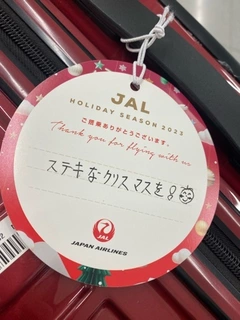 JAL
HOLIDAY SEASON 2023
ご搭乗ありがとうございます。
Thank you for flying with us
ステキなクリスマスを
JAL
JAPAN AIRLINES